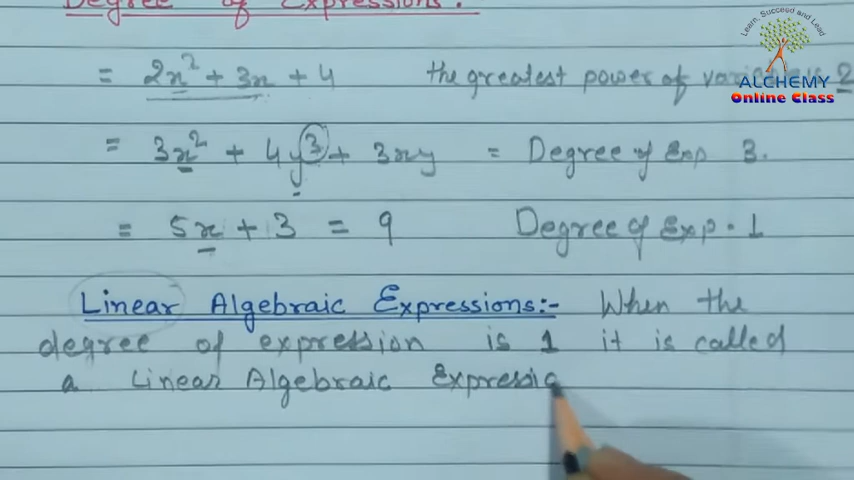 Degree of Expressions:
Learn, Succeed and Lead
= 2x² + 3x + 4 the greatest power of 2
ALCHEMY
Online Class
= 3x² + 4y³ + 3xy = Degree of Exp 3.
= 5x + 3 = 9 Degree of Exp. 1
Linear Algebraic Expressions:- When the
degree of expression is 1 it is called
a Linear Algebraic Expressio